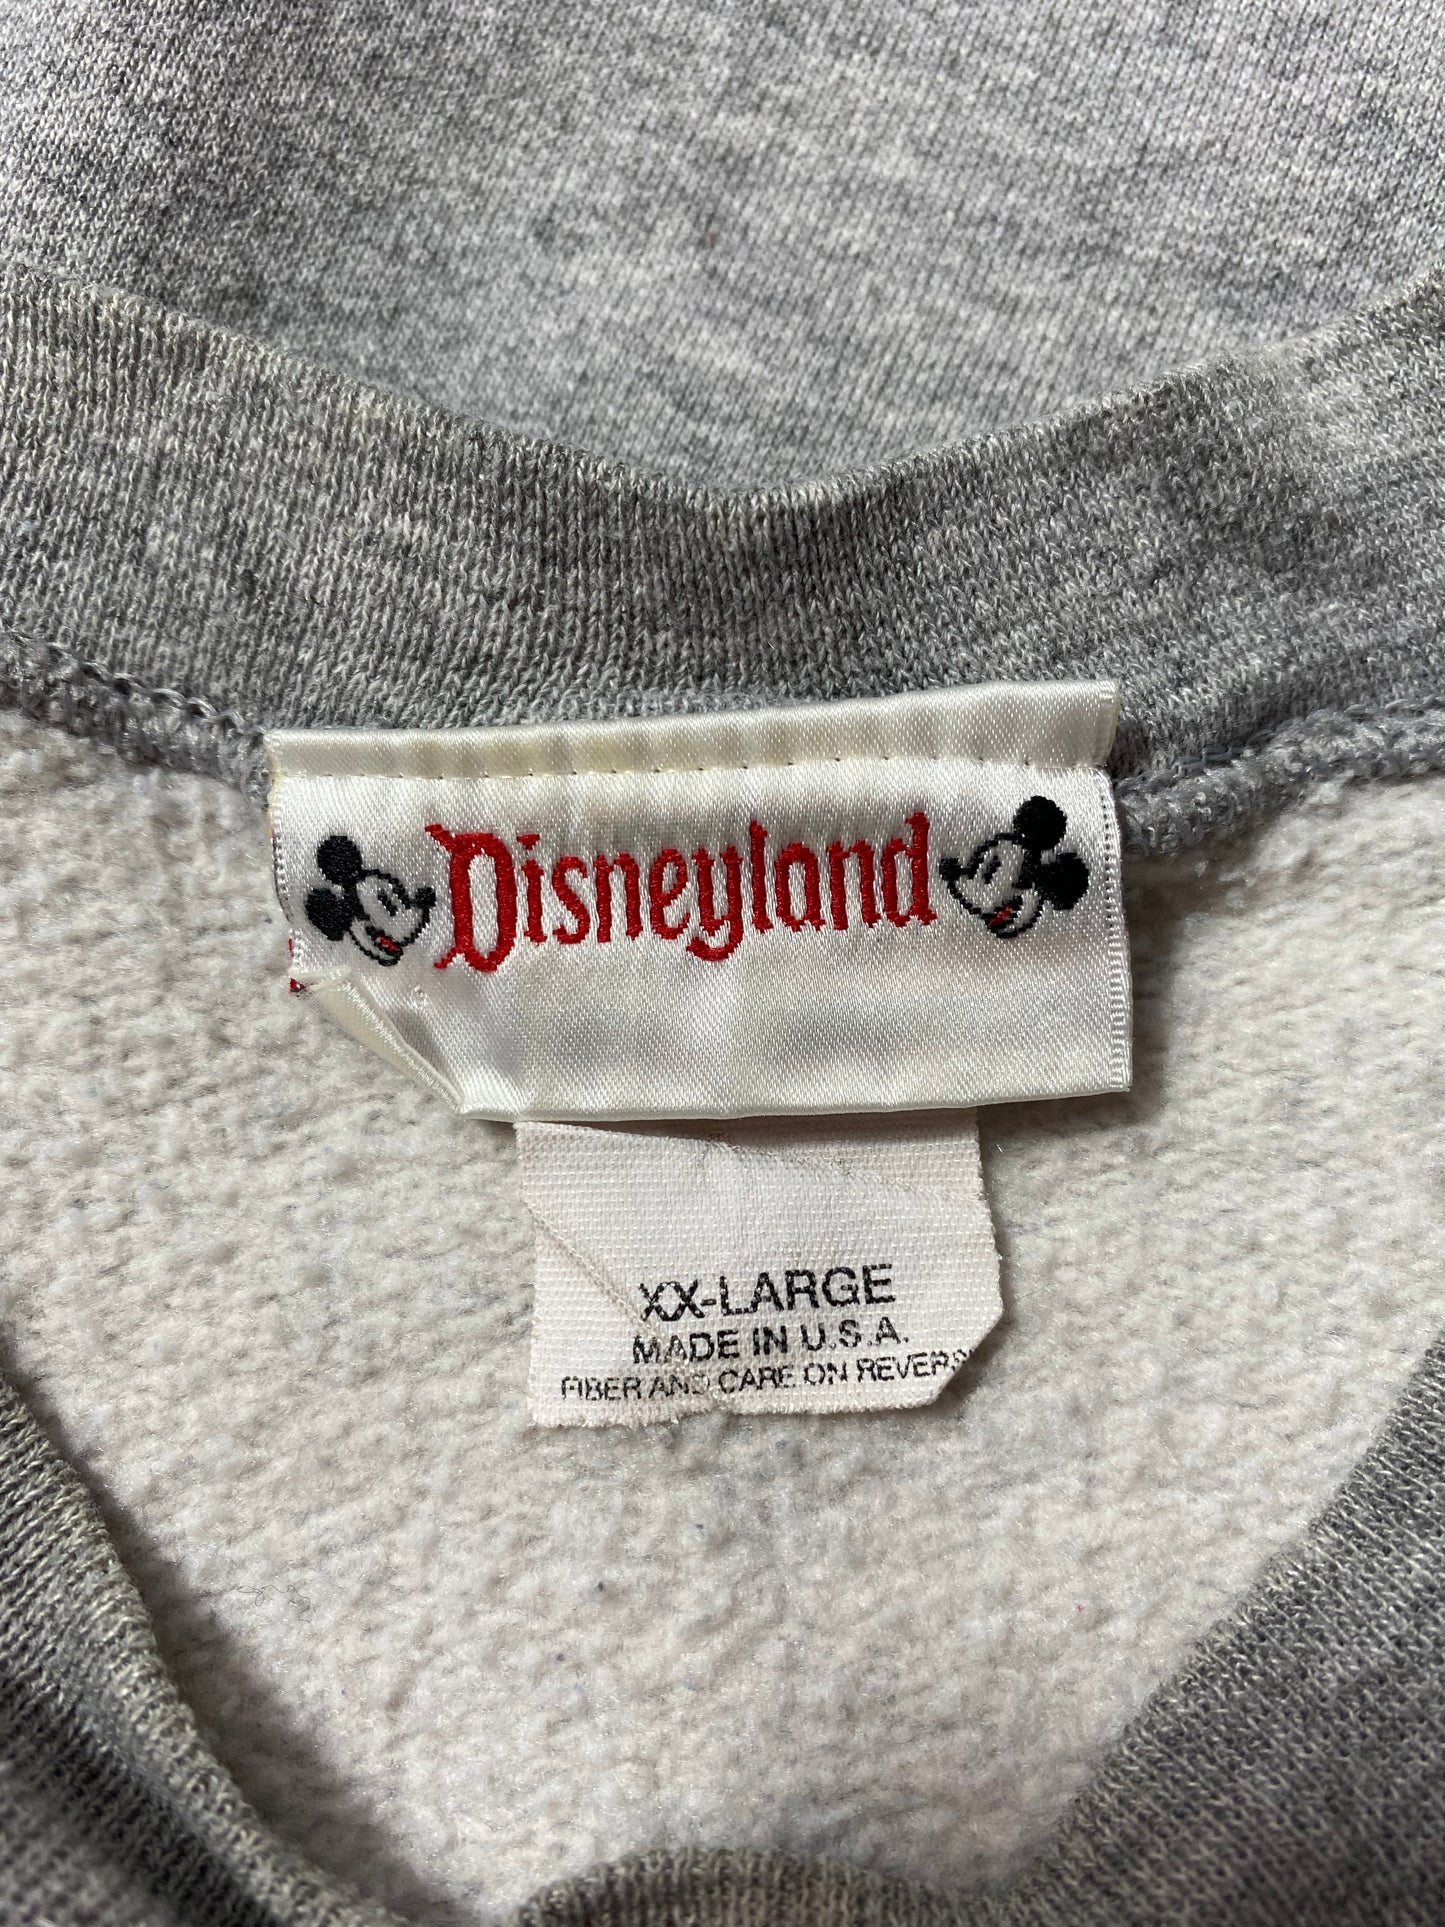 Disneyland
XX-LARGE
MADE IN U.S.A.
FIBER AND CARE ON REVERS